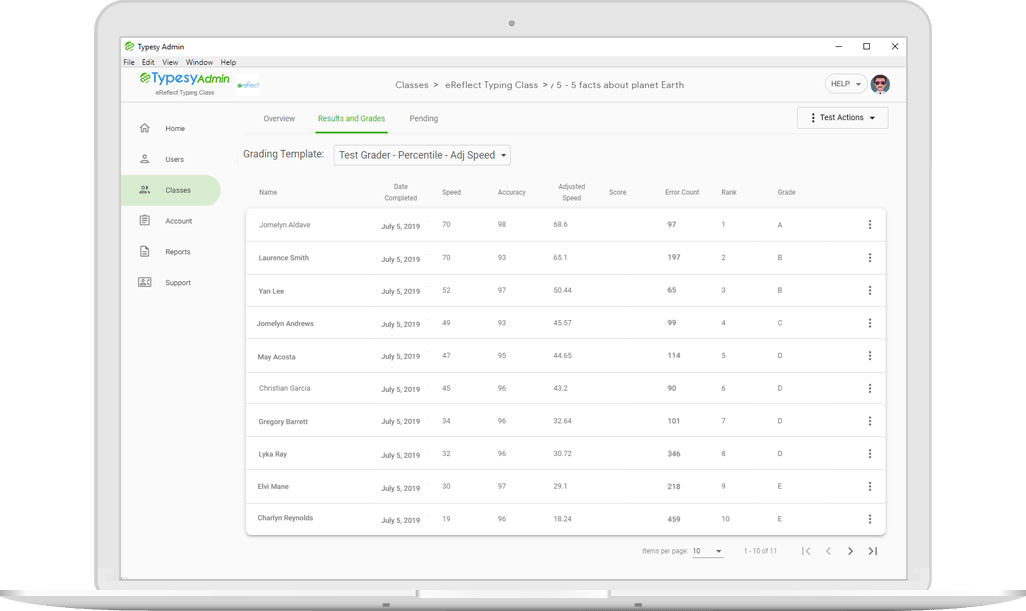 Typesy Admin
File Edit View Window Help
TypesyAdmin
eReflect Typing Class
eReflect
Classes > eReflect Typing Class > / 5 - 5 facts about planet Earth
HELP
Home
Users
Classes
Account
Reports
Support
Overview Results and Grades Pending
Test Actions
Grading Template: Test Grader - Percentile - Adj Speed
Name Date Completed Speed Accuracy Adjusted Speed Score Error Count Rank Grade
Jomelyn Aldave July 5, 2019 70 98 68.6 97 1 A
Laurence Smith July 5, 2019 70 93 65.1 197 2 B
Yan Lee July 5, 2019 52 97 50.44 65 3 B
Jomelyn Andrews July 5, 2019 49 93 45.57 99 4 C
May Acosta July 5, 2019 47 95 44.65 114 5 D
Christian Garcia July 5, 2019 45 96 43.2 90 6 D
Gregory Barrett July 5, 2019 34 96 32.64 101 7 D
Lyka Ray July 5, 2019 32 96 30.72 346 8 D
Elvi Mane July 5, 2019 30 97 29.1 218 9 E
Charlyn Reynolds July 5, 2019 19 96 18.24 459 10 E
Items per page: 10 1 - 10 of 11